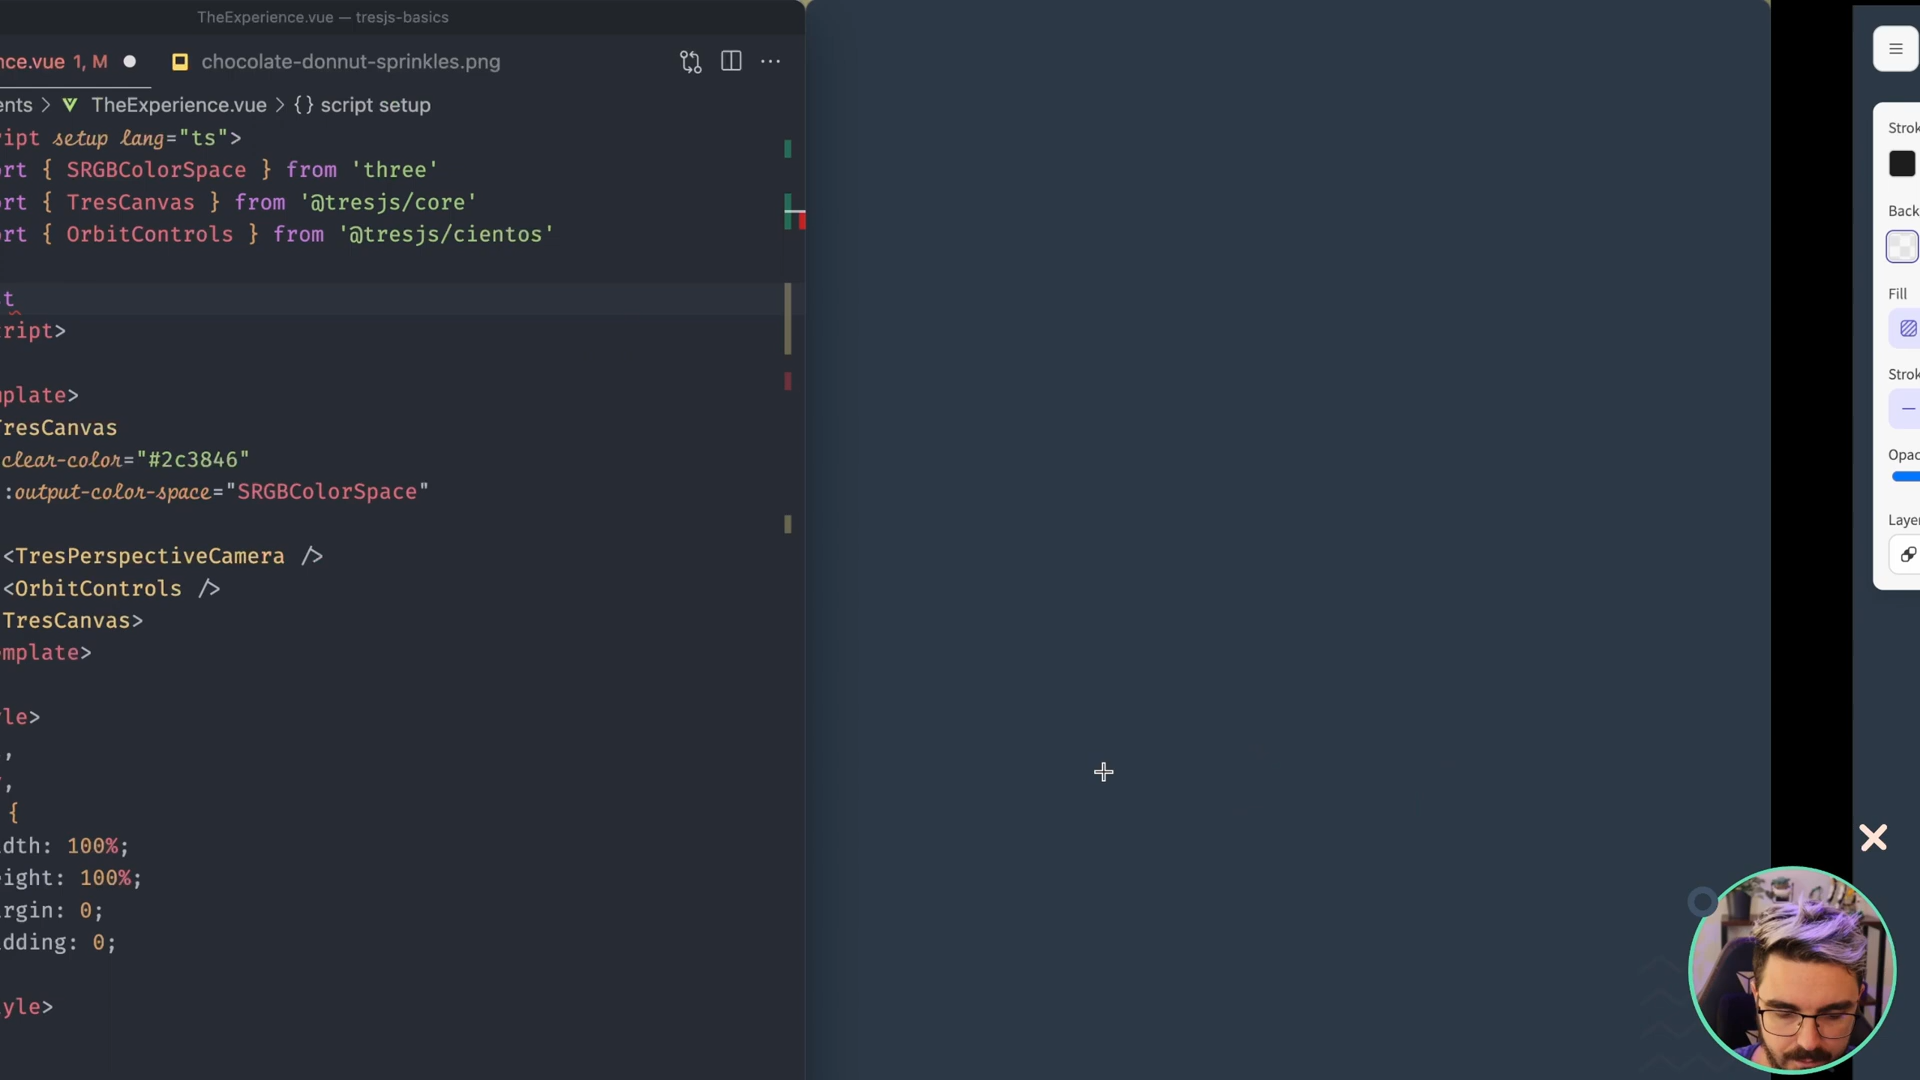 TheExperience.vue — tresjs-basics
nce.vue 1, M
chocolate-donnut-sprinkles.png
ents > TheExperience.vue > {} script setup
ipt setup lang="ts">
rt { SRGBColorSpace } from 'three'
rt { TresCanvas } from '@tresjs/core'
rt { OrbitControls } from '@tresjs/cientos'
t
ript>
plate>
TresCanvas
clear-color="#2c3846"
:output-color-space="SRGBColorSpace"
<TresPerspectiveCamera />
<OrbitControls />
TresCanvas>
mplate>
le>
,
,
{
dth: 100%;
eight: 100%;
rgin: 0;
dding: 0;
yle>
Strok
Back
Fill
Strok
Opac
Layer